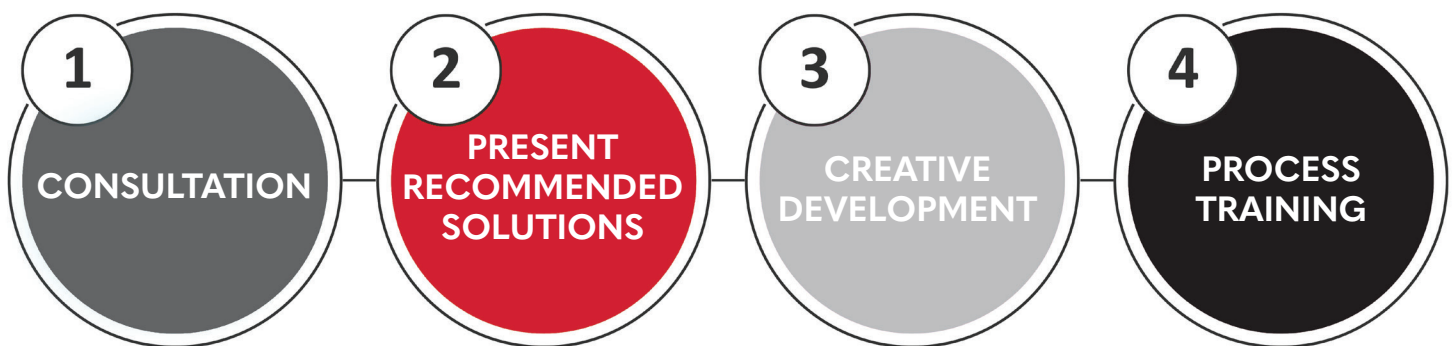 1
CONSULTATION
2
PRESENT
RECOMMENDED
SOLUTIONS
3
CREATIVE
DEVELOPMENT
4
PROCESS
TRAINING